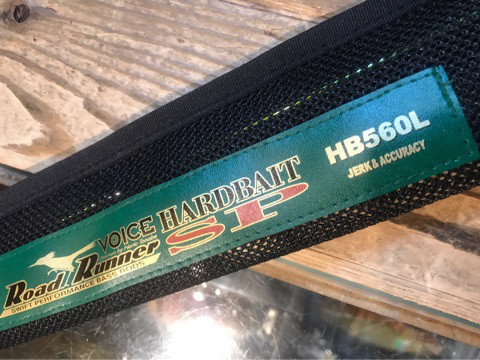 Road Runner
SWIFT PERFORMANCE BASS RODS
VOICE HARDBAIT
SP
HB560L
JERK & ACCURACY